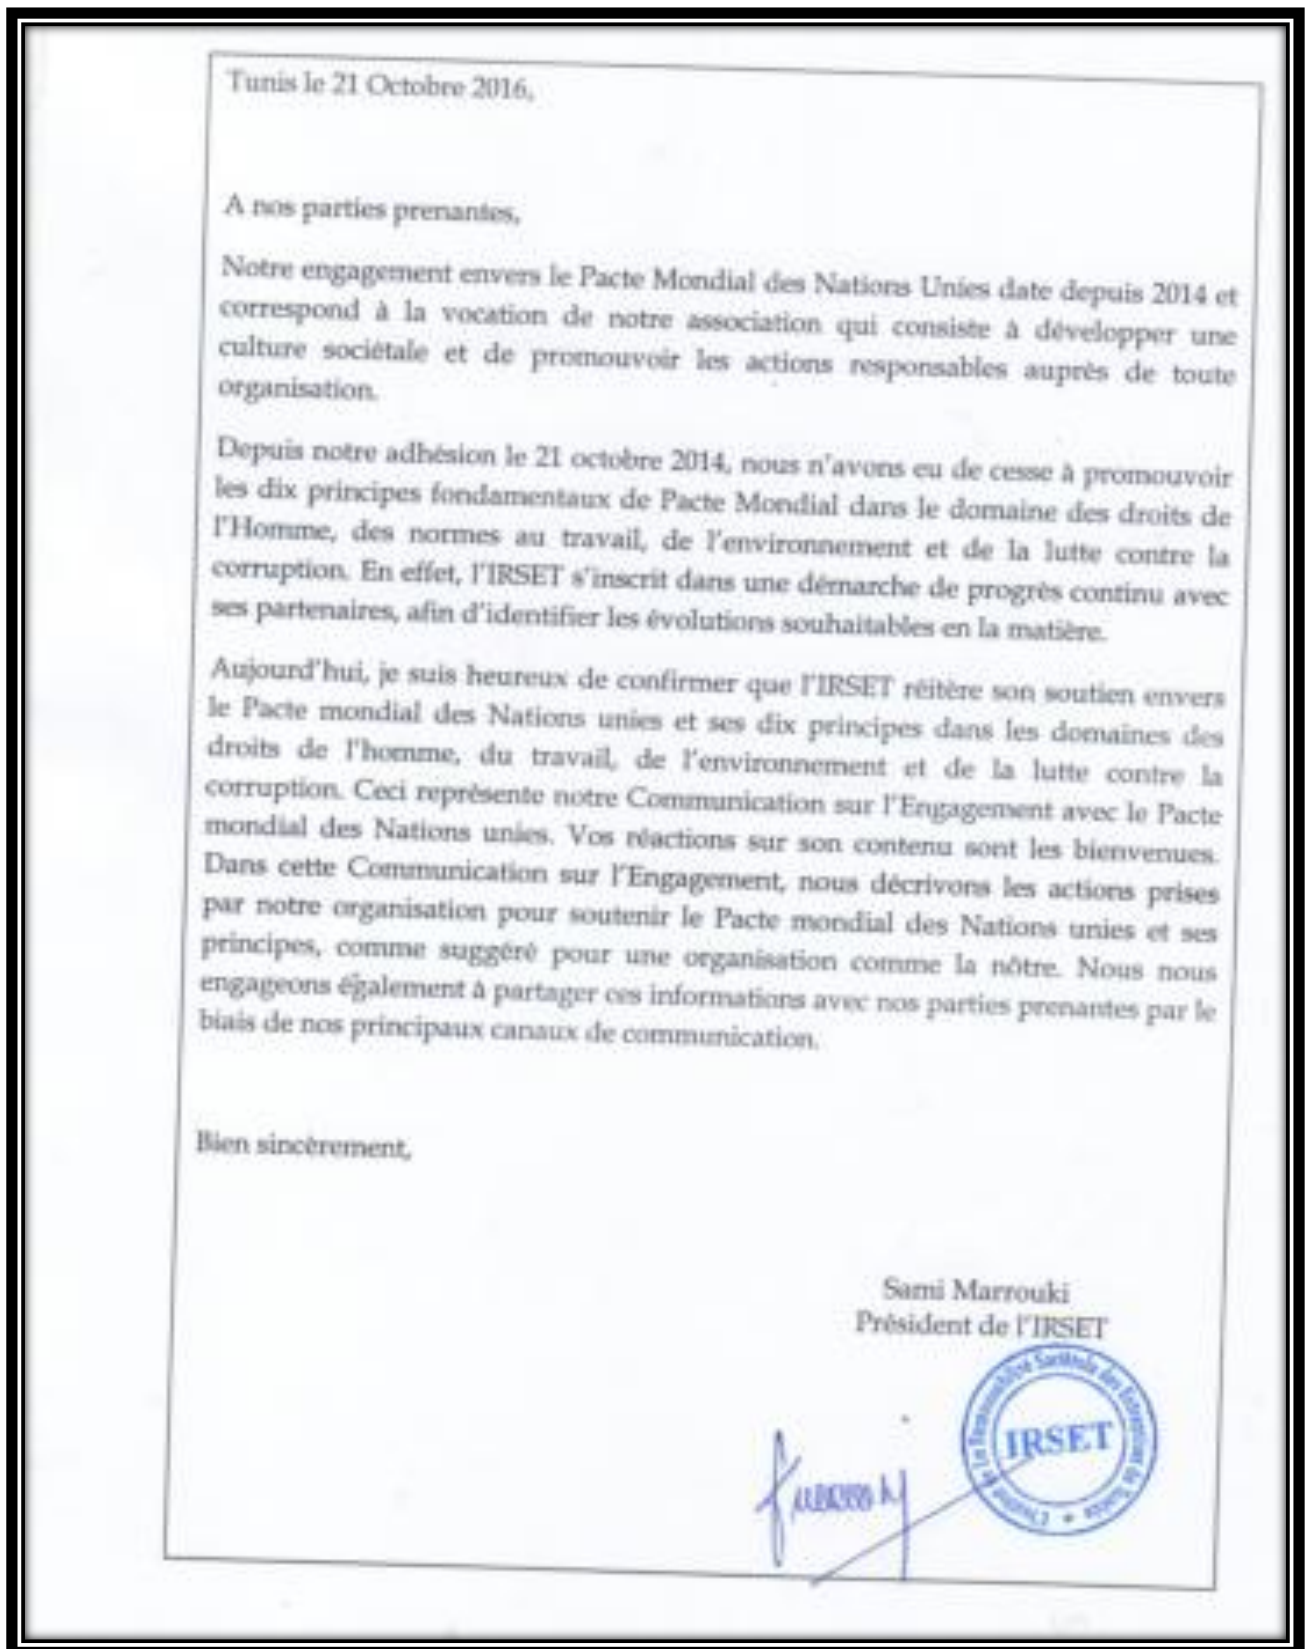 Tunis le 21 Octobre 2016,
A nos parties prenantes,
Notre engagement envers le Pacte Mondial des Nations Unies date depuis 2014 et
correspond à la vocation de notre association qui consiste à développer une
culture sociétale et de promouvoir les actions responsables auprès de toute
organisation.
Depuis notre adhésion le 21 octobre 2014, nous n'avons eu de cesse à promouvoir
les dix principes fondamentaux de Pacte Mondial dans le domaine des droits de
l'Homme, des normes au travail, de l'environnement et de la lutte contre la
corruption. En effet, l'IRSET s'inscrit dans une démarche de progrès continu avec
ses partenaires, afin d'identifier les évolutions souhaitables en la matière.
Aujourd'hui, je suis heureux de confirmer que l'IRSET réitère son soutien envers
le Pacte mondial des Nations unies et ses dix principes dans les domaines des
droits de l'homme, du travail, de l'environnement et de la lutte contre la
corruption. Ceci représente notre Communication sur l'Engagement avec le Pacte
mondial des Nations unies. Vos réactions sur son contenu sont les bienvenues.
Dans cette Communication sur l'Engagement, nous décrivons les actions prises
par notre organisation pour soutenir le Pacte mondial des Nations unies et ses
principes, comme suggéré pour une organisation comme la nôtre. Nous nous
engageons également à partager ces informations avec nos parties prenantes par le
biais de nos principaux canaux de communication.
Bien sincèrement,
Sami Marrouki
Président de l'IRSET
L'Institut de La Responsabilité Sociétale des Entreprises de Tunisie
IRSET